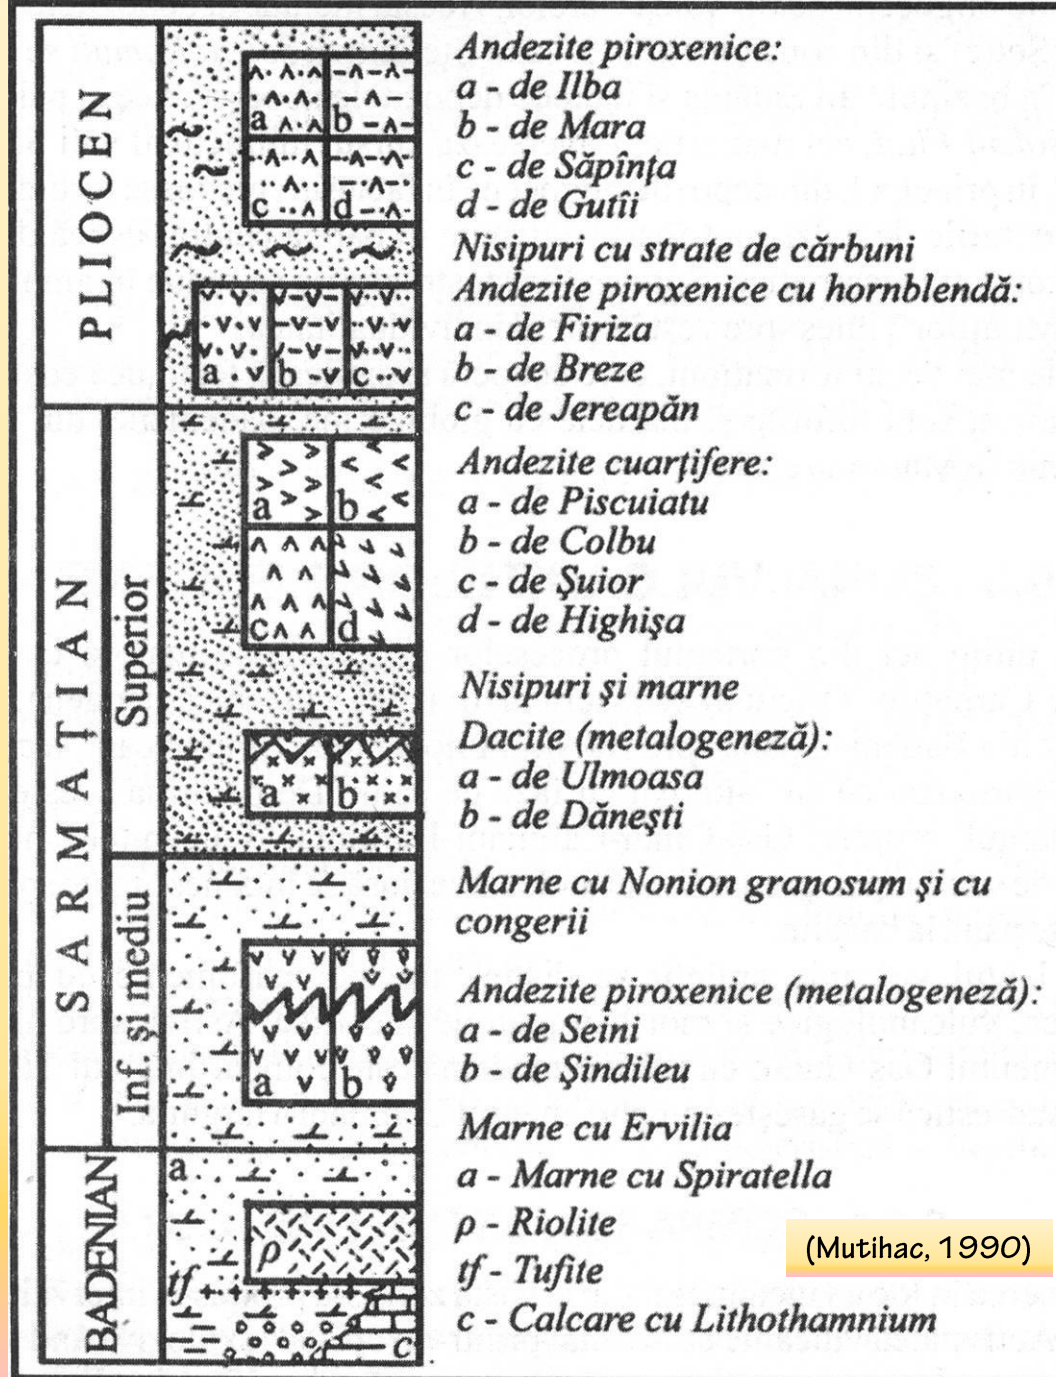 PLIOCEN
SARMAȚIAN
Superior
Inf. și mediu
BADENIAN
a
b
c
d
a
b
c
a
b
c
d
a
b
a
b
a
ρ
tf
c
Andezite piroxenice:
a - de Ilba
b - de Mara
c - de Săpînţa
d - de Gutîi
Nisipuri cu strate de cărbuni
Andezite piroxenice cu hornblendă:
a - de Firiza
b - de Breze
c - de Jereapăn
Andezite cuarţifere:
a - de Piscuiatu
b - de Colbu
c - de Şuior
d - de Highişa
Nisipuri şi marne
Dacite (metalogeneză):
a - de Ulmoasa
b - de Dăneşti
Marne cu Nonion granosum şi cu
congerii
Andezite piroxenice (metalogeneză):
a - de Seini
b - de Şindileu
Marne cu Ervilia
a - Marne cu Spiratella
ρ - Riolite
tf - Tufite
c - Calcare cu Lithothamnium
(Mutihac, 1990)